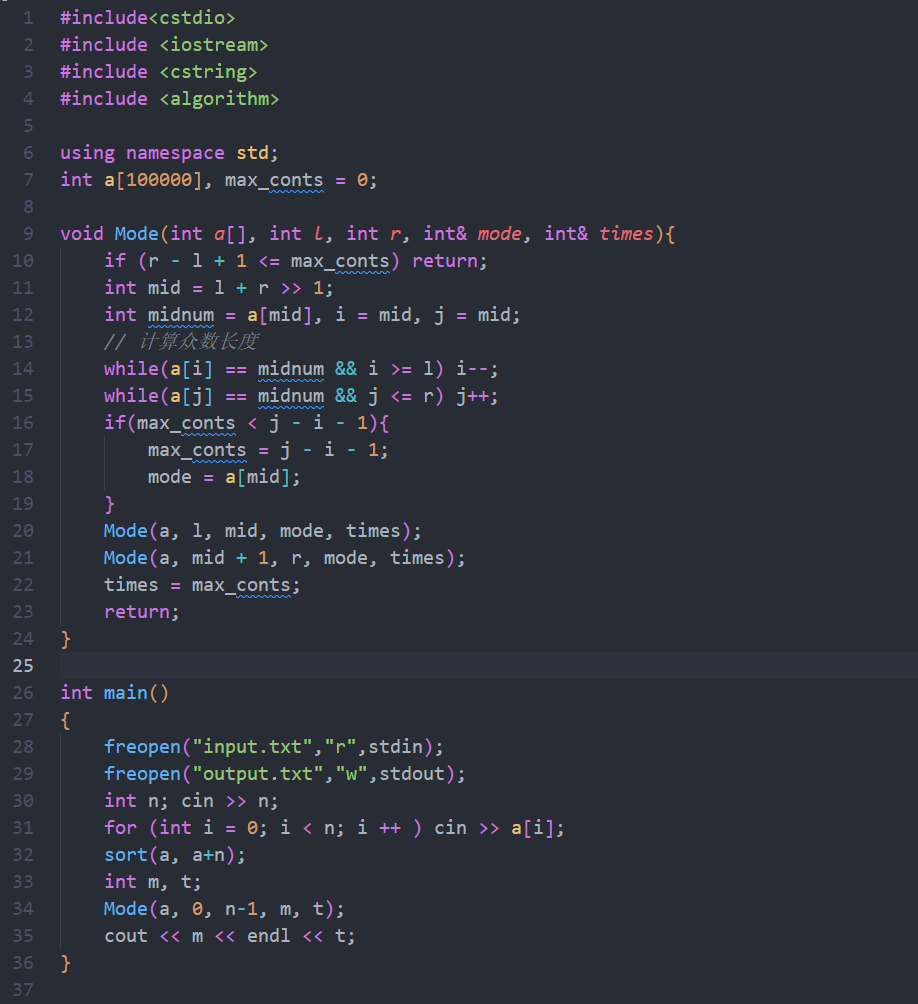 1 #include<cstdio>
2 #include <iostream>
3 #include <cstring>
4 #include <algorithm>
5
6 using namespace std;
7 int a[100000], max_conts = 0;
8
9 void Mode(int a[], int l, int r, int& mode, int& times){
10     if (r - l + 1 <= max_conts) return;
11     int mid = l + r >> 1;
12     int midnum = a[mid], i = mid, j = mid;
13     // 计算众数长度
14     while(a[i] == midnum && i >= l) i--;
15     while(a[j] == midnum && j <= r) j++;
16     if(max_conts < j - i - 1){
17         max_conts = j - i - 1;
18         mode = a[mid];
19     }
20     Mode(a, l, mid, mode, times);
21     Mode(a, mid + 1, r, mode, times);
22     times = max_conts;
23     return;
24 }
25
26 int main()
27 {
28     freopen("input.txt","r",stdin);
29     freopen("output.txt","w",stdout);
30     int n; cin >> n;
31     for (int i = 0; i < n; i ++ ) cin >> a[i];
32     sort(a, a+n);
33     int m, t;
34     Mode(a, 0, n-1, m, t);
35     cout << m << endl << t;
36 }
37